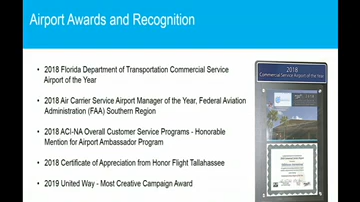 Airport Awards and Recognition
• 2018 Florida Department of Transportation Commercial Service
Airport of the Year
• 2018 Air Carrier Service Airport Manager of the Year, Federal Aviation
Administration (FAA) Southern Region
• 2018 ACI-NA Overall Customer Service Programs - Honorable
Mention for Airport Ambassador Program
• 2018 Certificate of Appreciation from Honor Flight Tallahassee
• 2019 United Way - Most Creative Campaign Award
2018
Commercial Service Airport of the Year